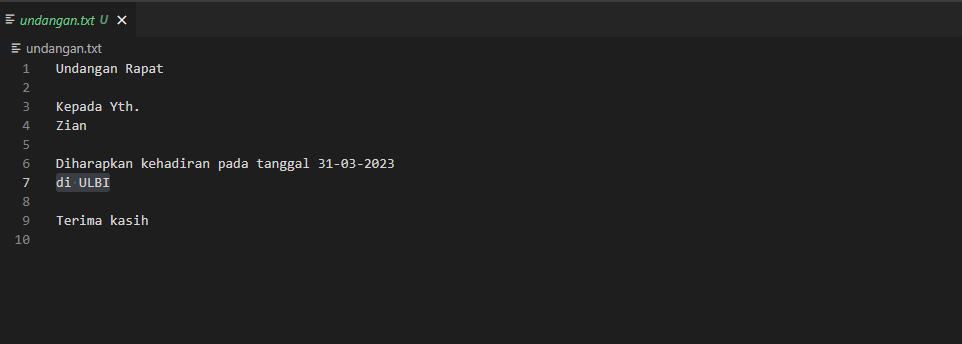 undangan.txt U
undangan.txt
1 Undangan Rapat
2
3 Kepada Yth.
4 Zian
5
6 Diharapkan kehadiran pada tanggal 31-03-2023
7 di ULBI
8
9 Terima kasih
10